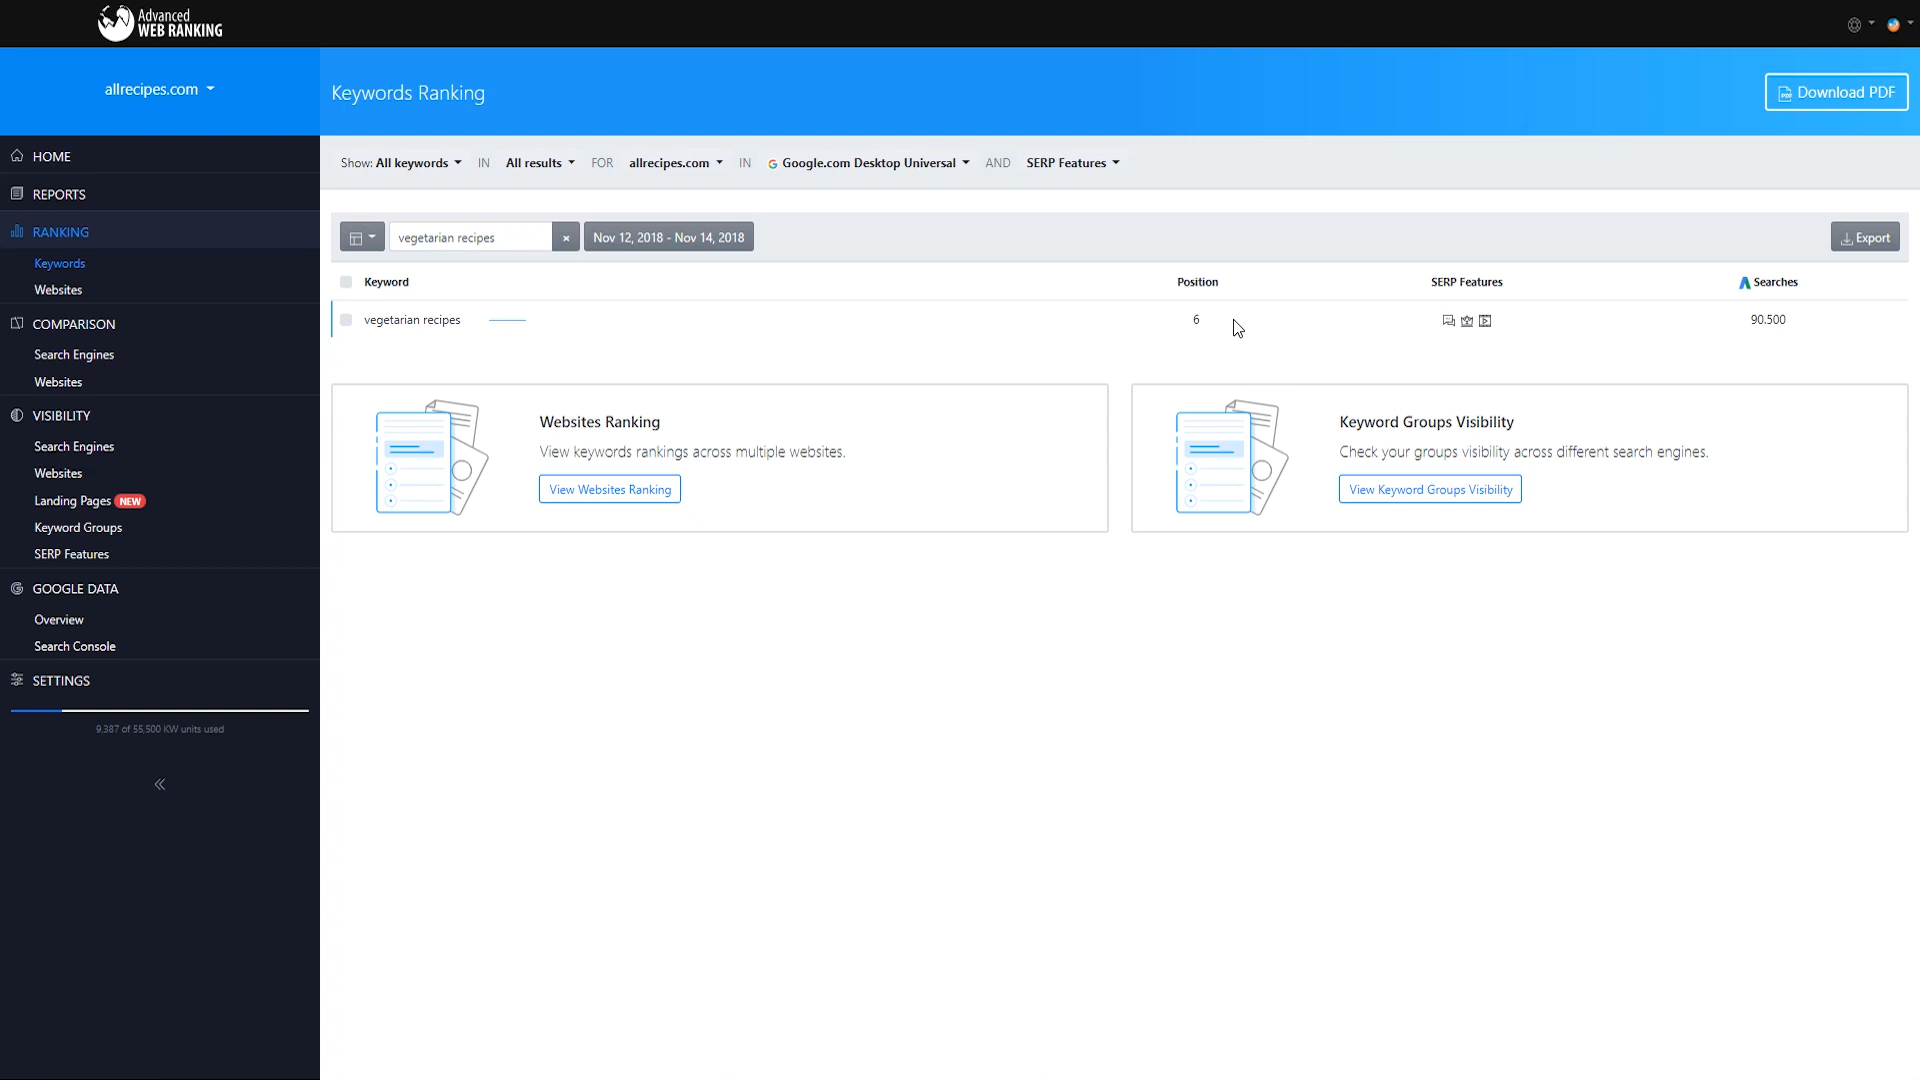 Advanced
WEB RANKING
allrecipes.com
Keywords Ranking
PDF Download PDF
HOME
REPORTS
RANKING
Keywords
Websites
COMPARISON
Search Engines
Websites
VISIBILITY
Search Engines
Websites
Landing Pages NEW
Keyword Groups
SERP Features
GOOGLE DATA
Overview
Search Console
SETTINGS
9,387 of 55,500 KW units used
Show: All keywords IN All results FOR allrecipes.com IN Google.com Desktop Universal AND SERP Features
vegetarian recipes × Nov 12, 2018 - Nov 14, 2018 Export
Keyword Position SERP Features Searches
vegetarian recipes 6 90.500
Websites Ranking
View keywords rankings across multiple websites.
View Websites Ranking
Keyword Groups Visibility
Check your groups visibility across different search engines.
View Keyword Groups Visibility